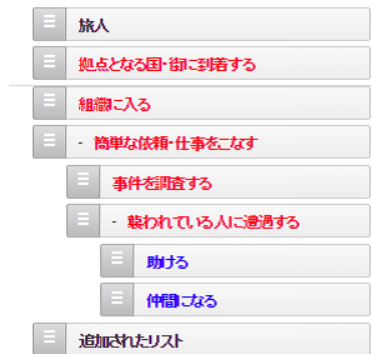 旅人
拠点となる国・街に到着する
組織に入る
- 簡単な依頼・仕事をこなす
事件を調査する
- 襲われている人に遭遇する
助ける
仲間になる
追加されたリスト